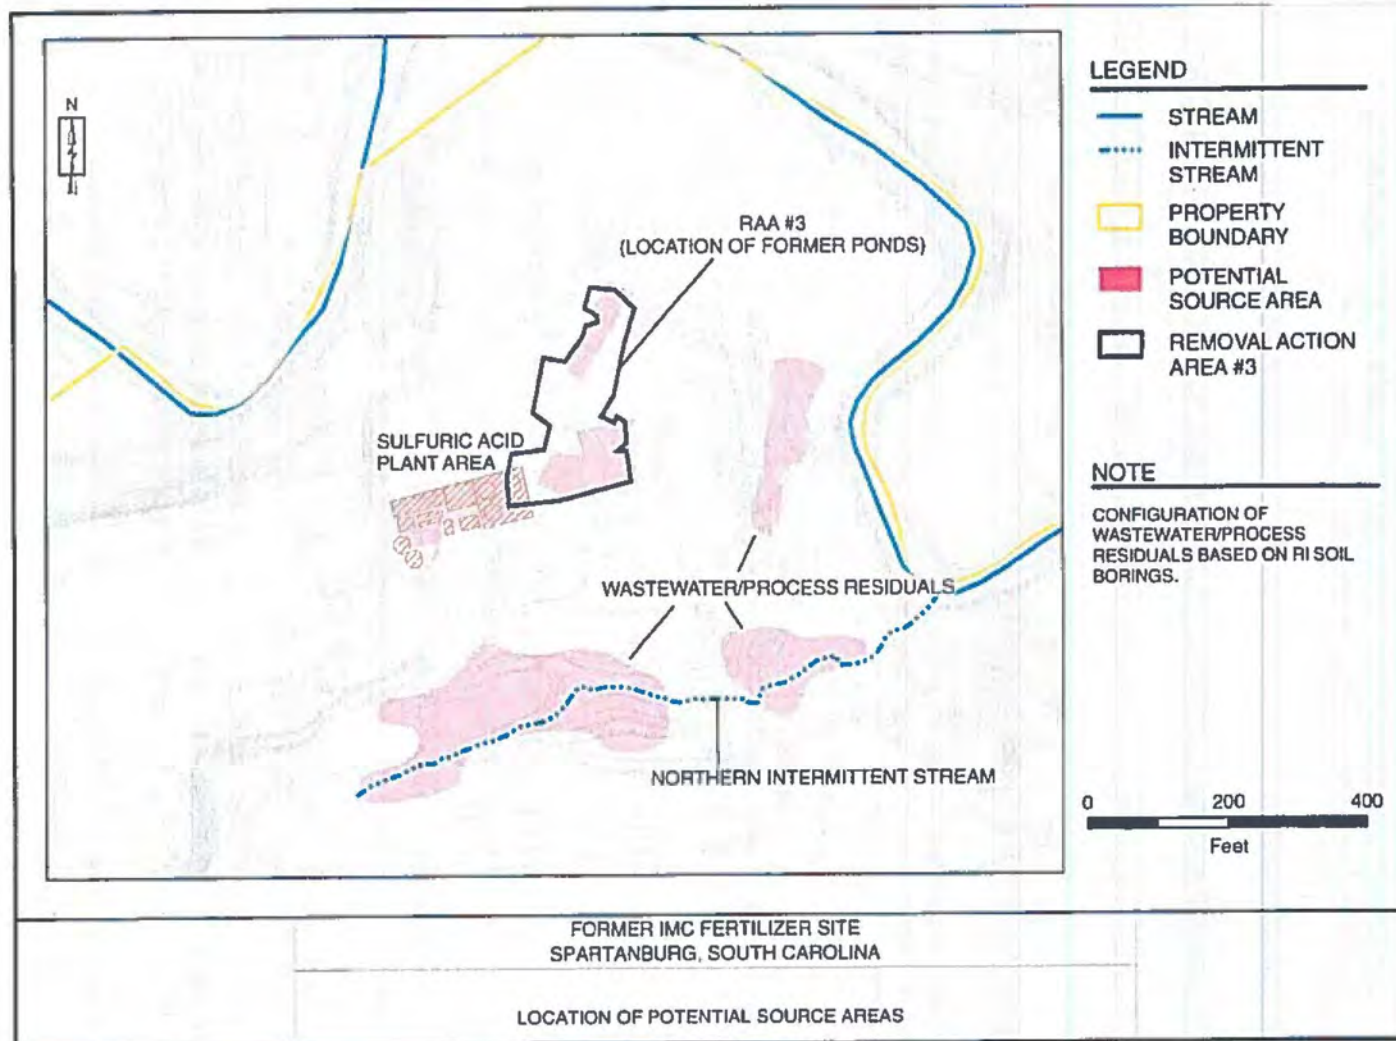 N
RAA #3
(LOCATION OF FORMER PONDS)
SULFURIC ACID
PLANT AREA
WASTEWATER/PROCESS RESIDUALS
NORTHERN INTERMITTENT STREAM
LEGEND
STREAM
INTERMITTENT
STREAM
PROPERTY
BOUNDARY
POTENTIAL
SOURCE AREA
REMOVAL ACTION
AREA #3
NOTE
CONFIGURATION OF
WASTEWATER/PROCESS
RESIDUALS BASED ON RI SOIL
BORINGS.
0 200 400
Feet
FORMER IMC FERTILIZER SITE
SPARTANBURG, SOUTH CAROLINA
LOCATION OF POTENTIAL SOURCE AREAS